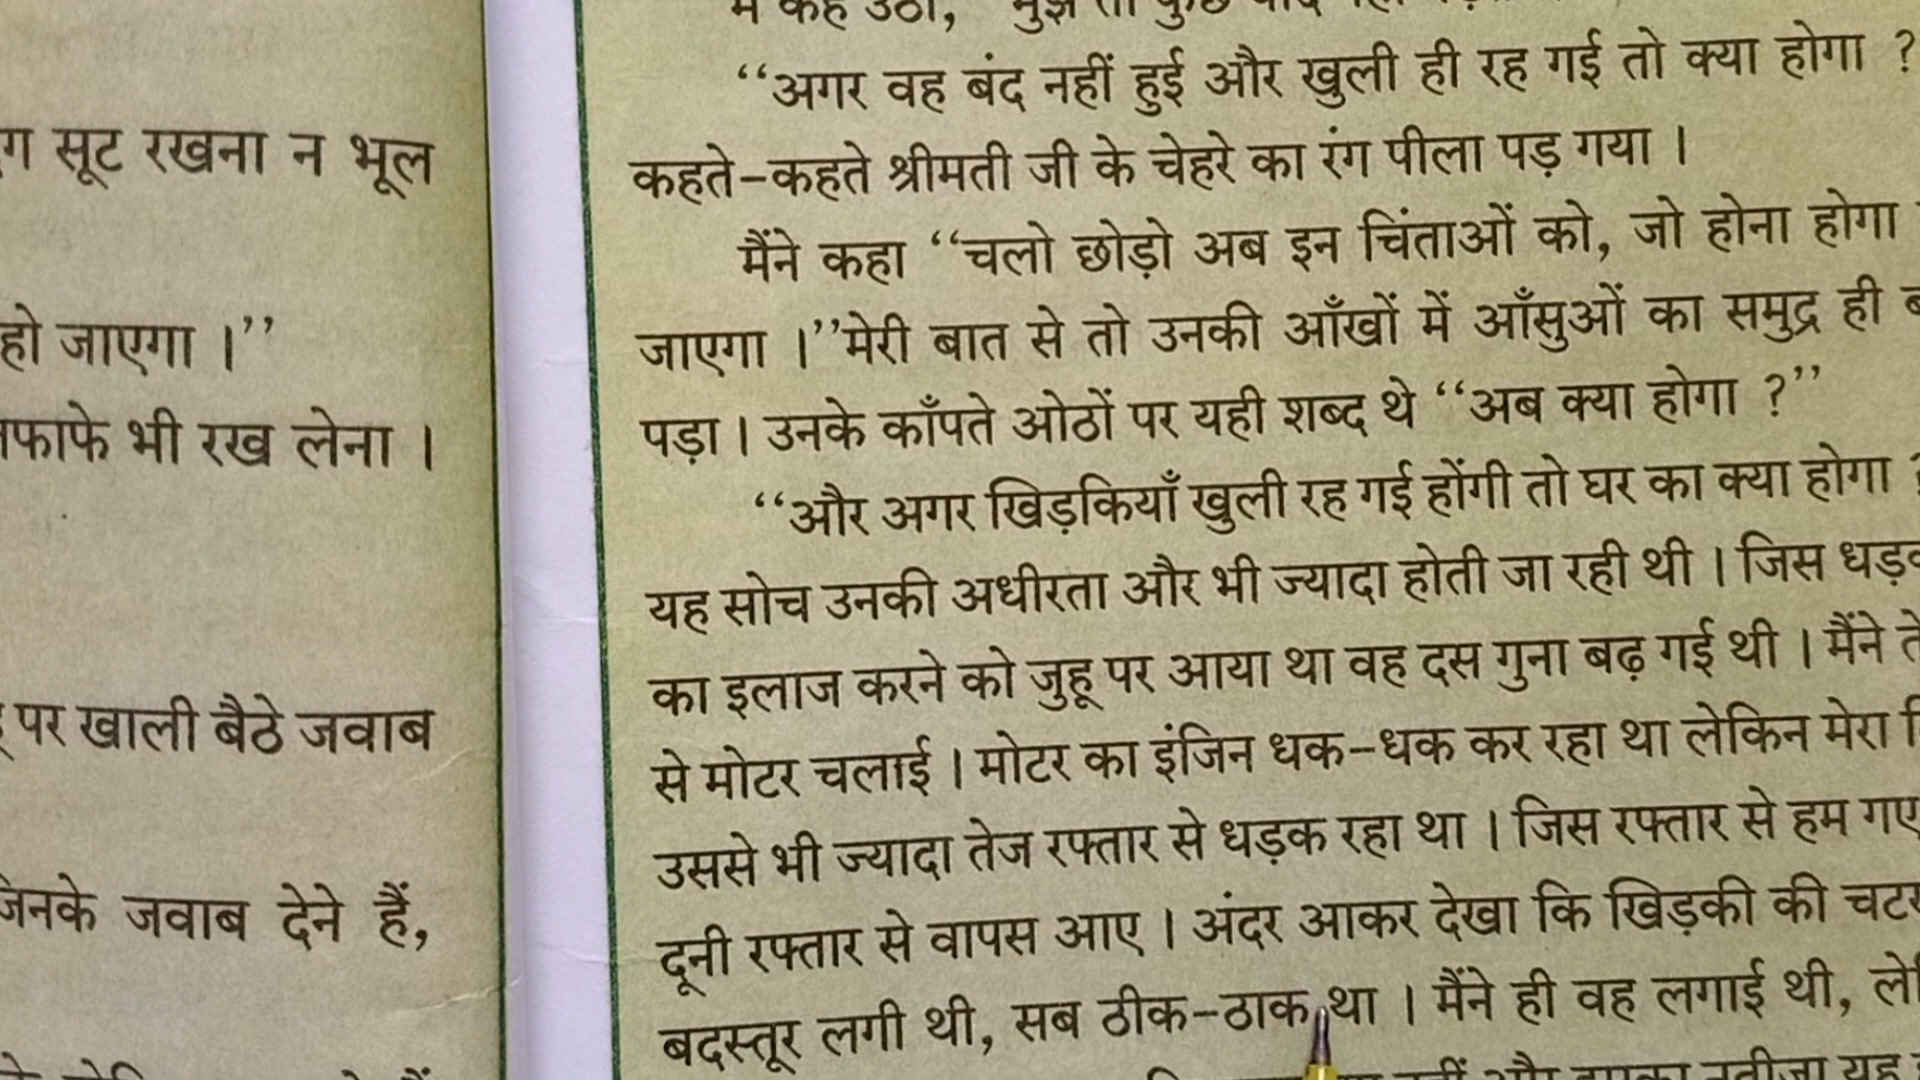 सूट रखना न भूल
हो जाएगा ।’’
भी रख लेना ।
पर खाली बैठे जवाब
जवाब देने हैं,
‘‘अगर वह बंद नहीं हुई और खुली ही रह गई तो क्या होगा ?
कहते-कहते श्रीमती जी के चेहरे का रंग पीला पड़ गया ।
मैंने कहा ‘‘चलो छोड़ो अब इन चिंताओं को, जो होना होगा
जाएगा ।’’मेरी बात से तो उनकी आँखों में आँसुओं का समुद्र ही
पड़ा । उनके काँपते ओठों पर यही शब्द थे ‘‘अब क्या होगा ?’’
‘‘और अगर खिड़कियाँ खुली रह गई होंगी तो घर का क्या होगा ?
यह सोच उनकी अधीरता और भी ज्यादा होती जा रही थी । जिस
का इलाज करने को जुहू पर आया था वह दस गुना बढ़ गई थी । मैंने
से मोटर चलाई । मोटर का इंजिन धक-धक कर रहा था लेकिन मेरा
उससे भी ज्यादा तेज रफ्तार से धड़क रहा था । जिस रफ्तार से हम गए
दूनी रफ्तार से वापस आए । अंदर आकर देखा कि खिड़की की
बदस्तूर लगी थी, सब ठीक-ठाक था । मैंने ही वह लगाई थी,